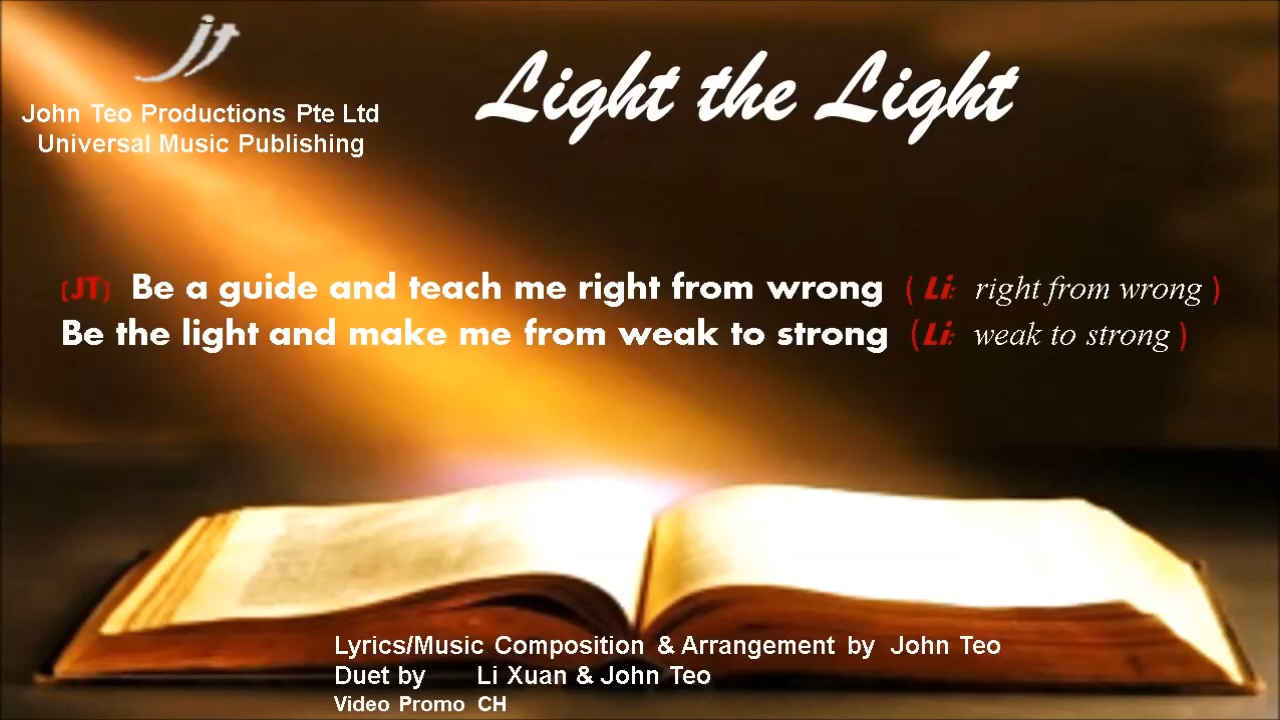 jt
John Teo Productions Pte Ltd
Universal Music Publishing
Light the Light
(JT) Be a guide and teach me right from wrong ( Li: right from wrong )
Be the light and make me from weak to strong (Li: weak to strong )
Lyrics/Music Composition & Arrangement by John Teo
Duet by Li Xuan & John Teo
Video Promo CH